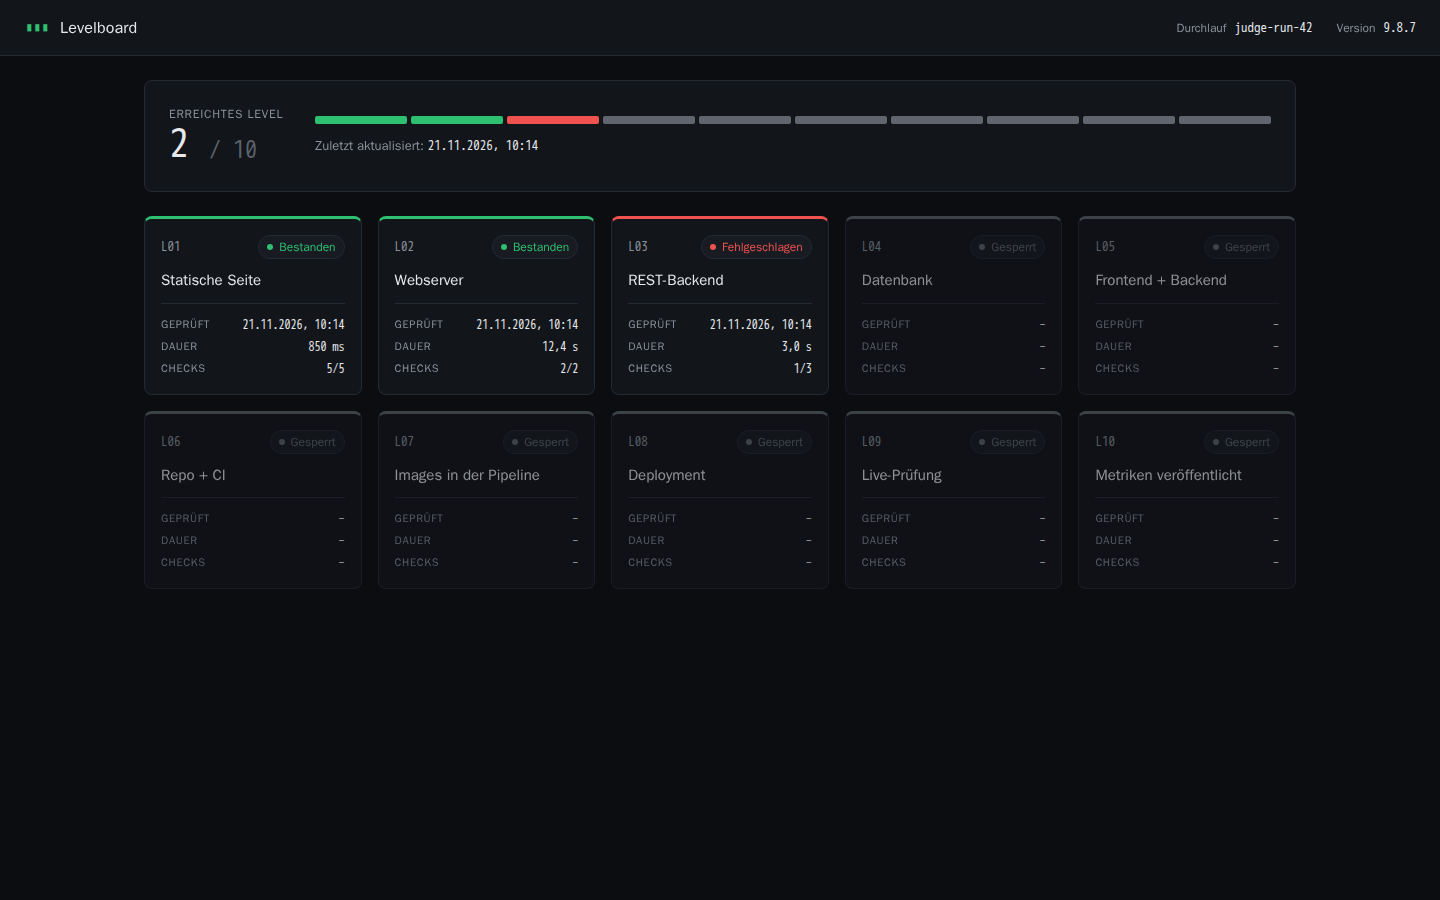 Levelboard
Durchlauf judge-run-42 Version 9.8.7
ERREICHTES LEVEL
2 / 10
Zuletzt aktualisiert: 21.11.2026, 10:14
L01 Bestanden
Statische Seite
GEPRÜFT 21.11.2026, 10:14
DAUER 850 ms
CHECKS 5/5
L02 Bestanden
Webserver
GEPRÜFT 21.11.2026, 10:14
DAUER 12,4 s
CHECKS 2/2
L03 Fehlgeschlagen
REST-Backend
GEPRÜFT 21.11.2026, 10:14
DAUER 3,0 s
CHECKS 1/3
L04 Gesperrt
Datenbank
GEPRÜFT –
DAUER –
CHECKS –
L05 Gesperrt
Frontend + Backend
GEPRÜFT –
DAUER –
CHECKS –
L06 Gesperrt
Repo + CI
GEPRÜFT –
DAUER –
CHECKS –
L07 Gesperrt
Images in der Pipeline
GEPRÜFT –
DAUER –
CHECKS –
L08 Gesperrt
Deployment
GEPRÜFT –
DAUER –
CHECKS –
L09 Gesperrt
Live-Prüfung
GEPRÜFT –
DAUER –
CHECKS –
L10 Gesperrt
Metriken veröffentlicht
GEPRÜFT –
DAUER –
CHECKS –